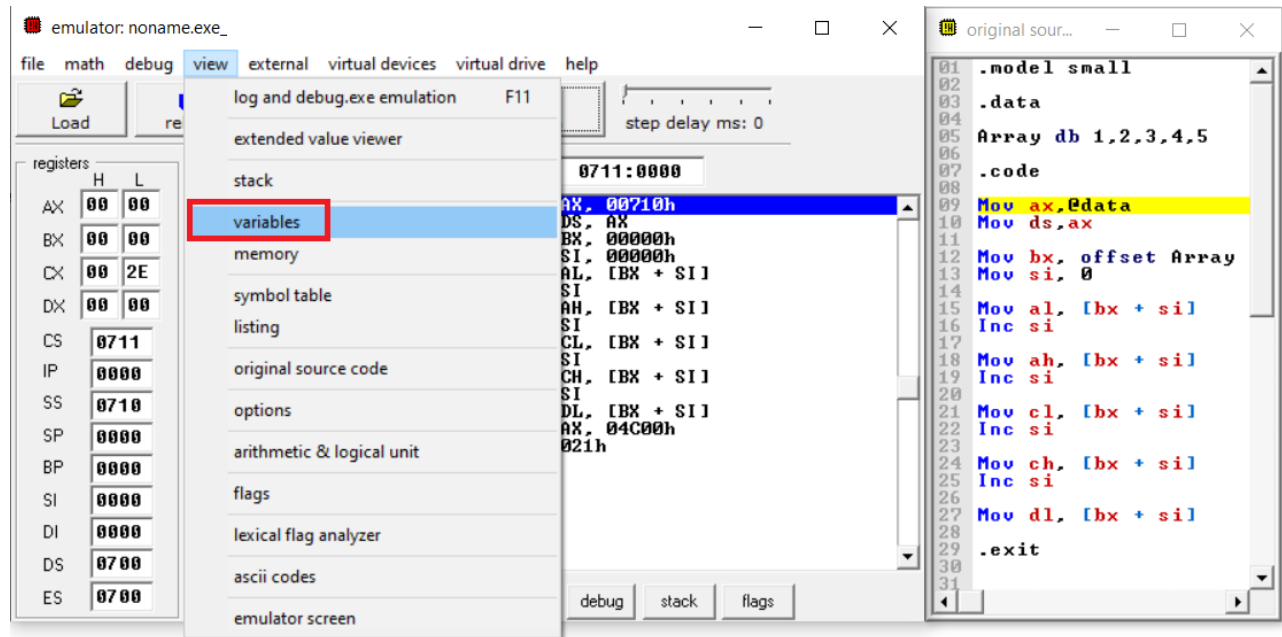 emulator: noname.exe_
file math debug view external virtual devices virtual drive help
Load
re
step delay ms: 0
log and debug.exe emulation F11
extended value viewer
stack
variables
memory
symbol table
listing
original source code
options
arithmetic & logical unit
flags
lexical flag analyzer
ascii codes
emulator screen
registers
H L
AX 00 00
BX 00 00
CX 00 2E
DX 00 00
CS 0711
IP 0000
SS 0710
SP 0000
BP 0000
SI 0000
DI 0000
DS 0700
ES 0700
0711:0000
AX, 00710h
DS, AX
BX, 00000h
SI, 00000h
AL, [BX + SI]
SI
AH, [BX + SI]
SI
CL, [BX + SI]
SI
CH, [BX + SI]
SI
DL, [BX + SI]
AX, 04C00h
021h
debug stack flags
original sour...
01 .model small
02
03 .data
04
05 Array db 1,2,3,4,5
06
07 .code
08
09 Mov ax,@data
10 Mov ds,ax
11
12 Mov bx, offset Array
13 Mov si, 0
14
15 Mov al, [bx + si]
16 Inc si
17
18 Mov ah, [bx + si]
19 Inc si
20
21 Mov cl, [bx + si]
22 Inc si
23
24 Mov ch, [bx + si]
25 Inc si
26
27 Mov dl, [bx + si]
28
29 .exit
30
31